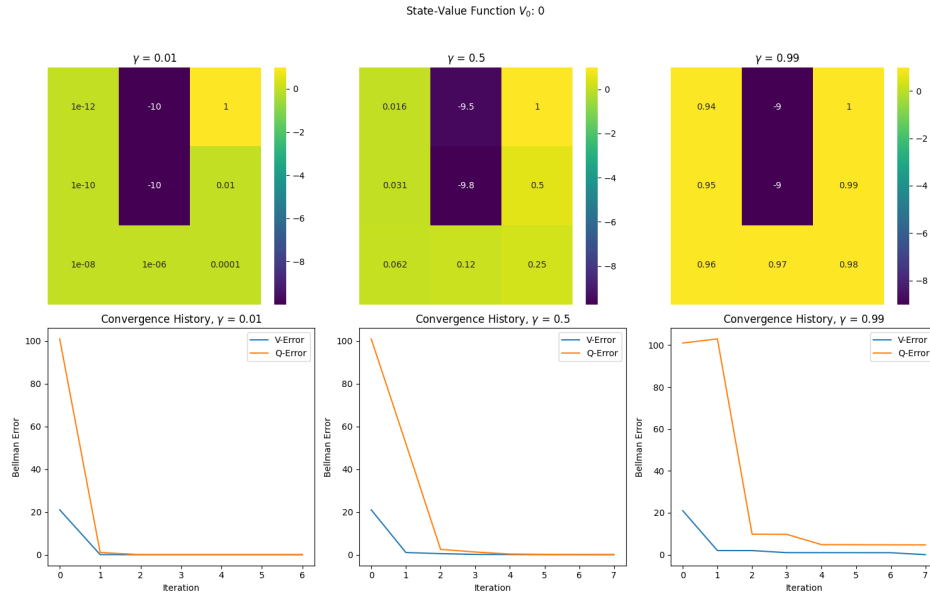 State-Value Function V₀: 0
γ = 0.01
γ = 0.5
γ = 0.99
1e-12 -10 1
1e-10 -10 0.01
1e-08 1e-06 0.0001
0
−2
−4
−6
−8
0.016 -9.5 1
0.031 -9.8 0.5
0.062 0.12 0.25
0
−2
−4
−6
−8
0.94 -9 1
0.95 -9 0.99
0.96 0.97 0.98
0
−2
−4
−6
−8
Convergence History, γ = 0.01
Bellman Error
100
80
60
40
20
0
V-Error
Q-Error
0 1 2 3 4 5 6
Iteration
Convergence History, γ = 0.5
Bellman Error
100
80
60
40
20
0
V-Error
Q-Error
0 1 2 3 4 5 6 7
Iteration
Convergence History, γ = 0.99
Bellman Error
100
80
60
40
20
0
V-Error
Q-Error
0 1 2 3 4 5 6 7
Iteration